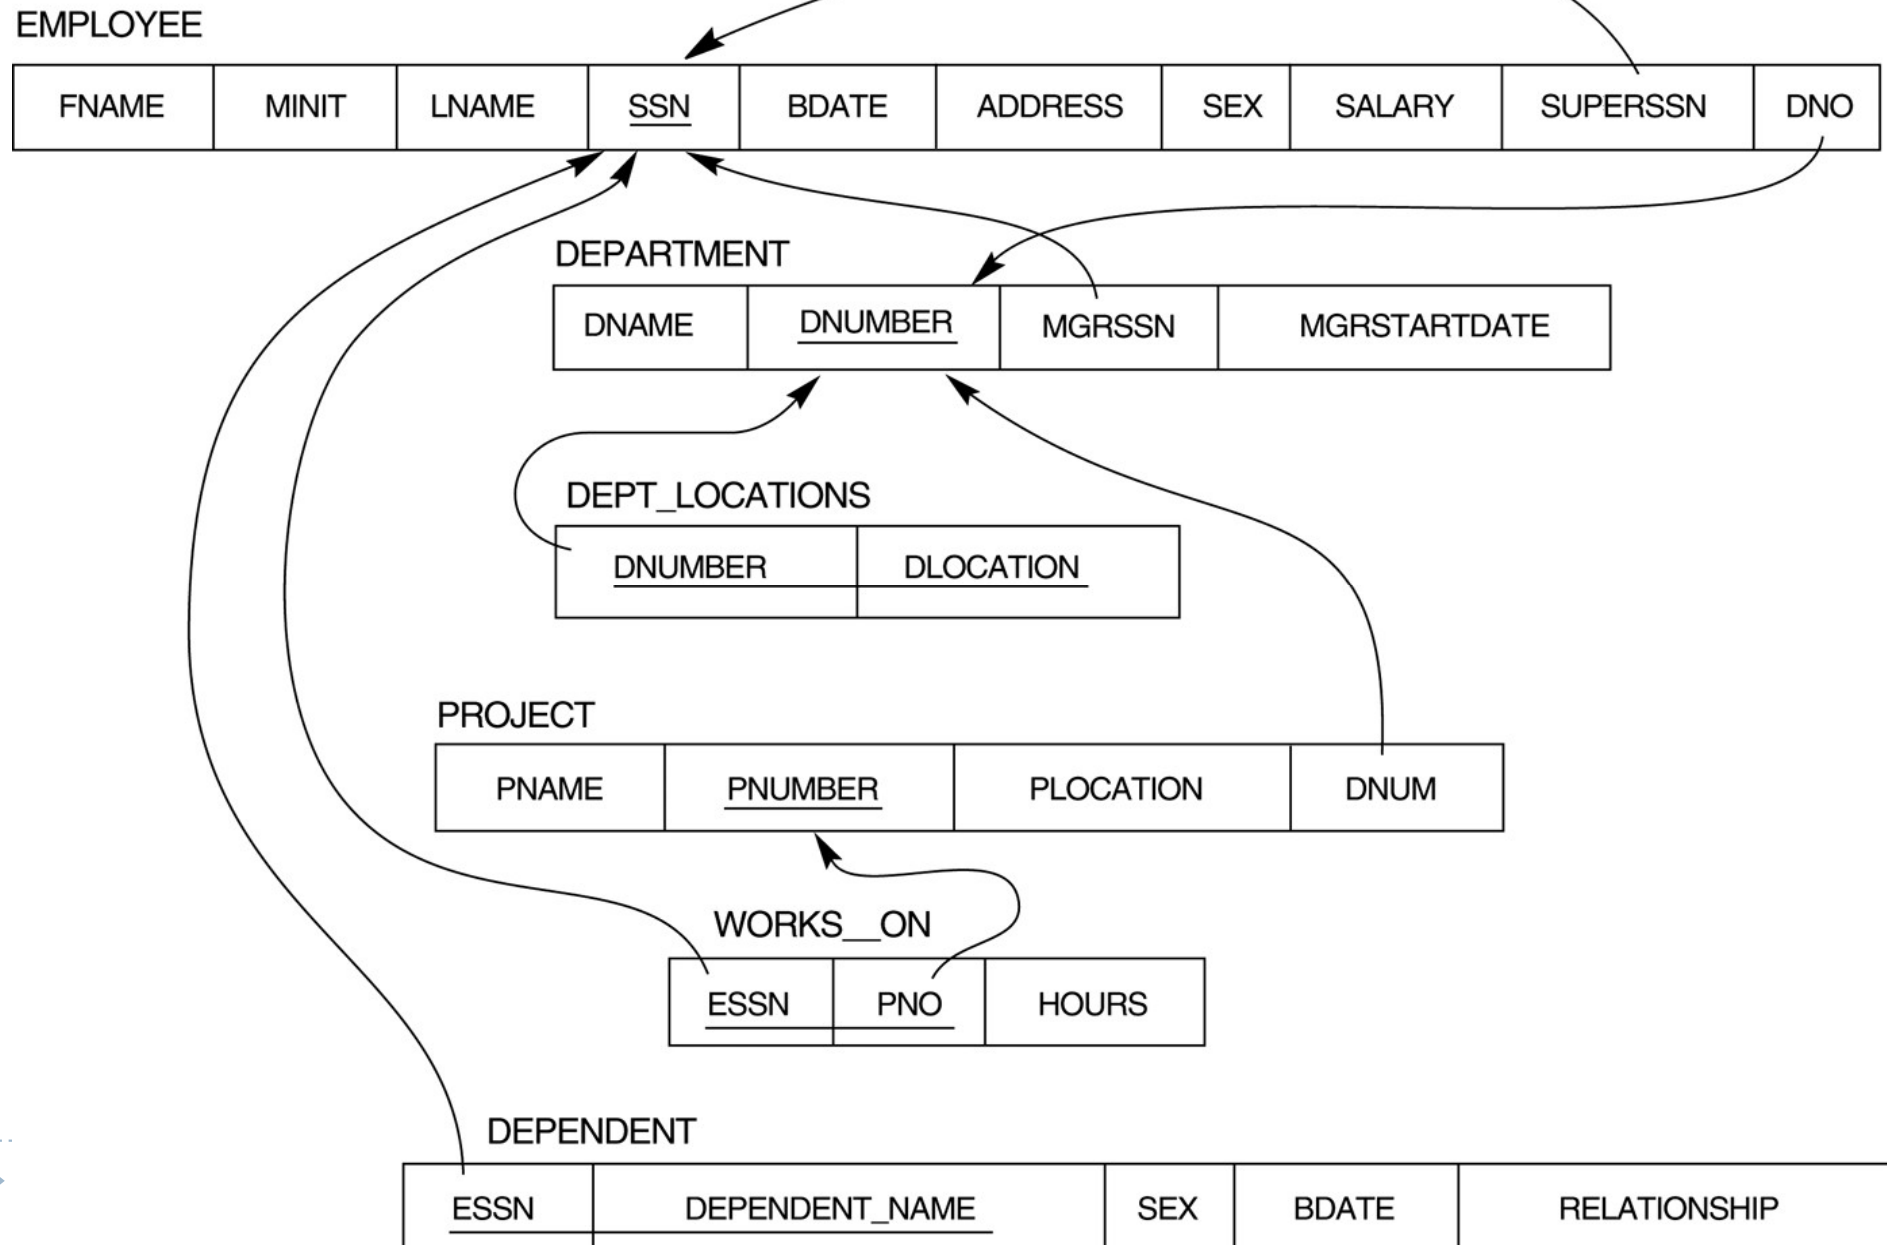 EMPLOYEE
FNAME MINIT LNAME SSN BDATE ADDRESS SEX SALARY SUPERSSN DNO
DEPARTMENT
DNAME DNUMBER MGRSSN MGRSTARTDATE
DEPT_LOCATIONS
DNUMBER DLOCATION
PROJECT
PNAME PNUMBER PLOCATION DNUM
WORKS__ON
ESSN PNO HOURS
DEPENDENT
ESSN DEPENDENT_NAME SEX BDATE RELATIONSHIP